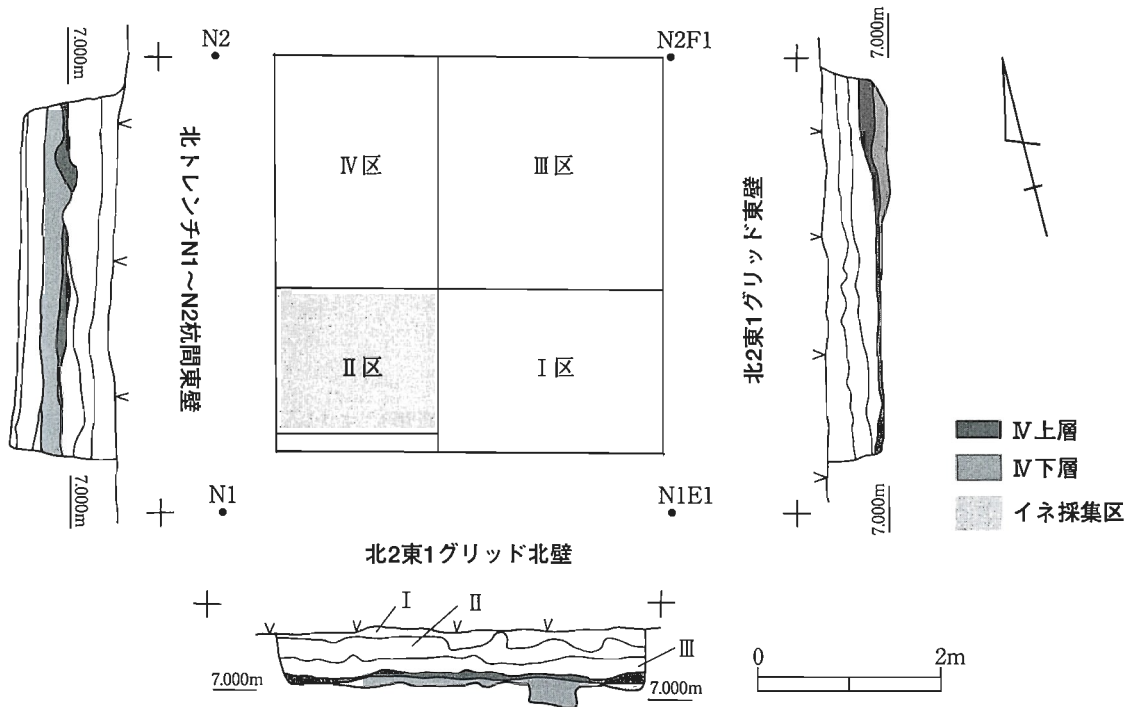 7.000m
N2
N2F1
7.000m
北トレンチN1〜N2杭間東壁
Ⅳ区
Ⅲ区
Ⅱ区
Ⅰ区
北2東1グリッド東壁
7.000m
N1
N1E1
7.000m
Ⅳ上層
Ⅳ下層
イネ採集区
北2東1グリッド北壁
Ⅰ
Ⅱ
Ⅲ
7.000m
7.000m
0
2m